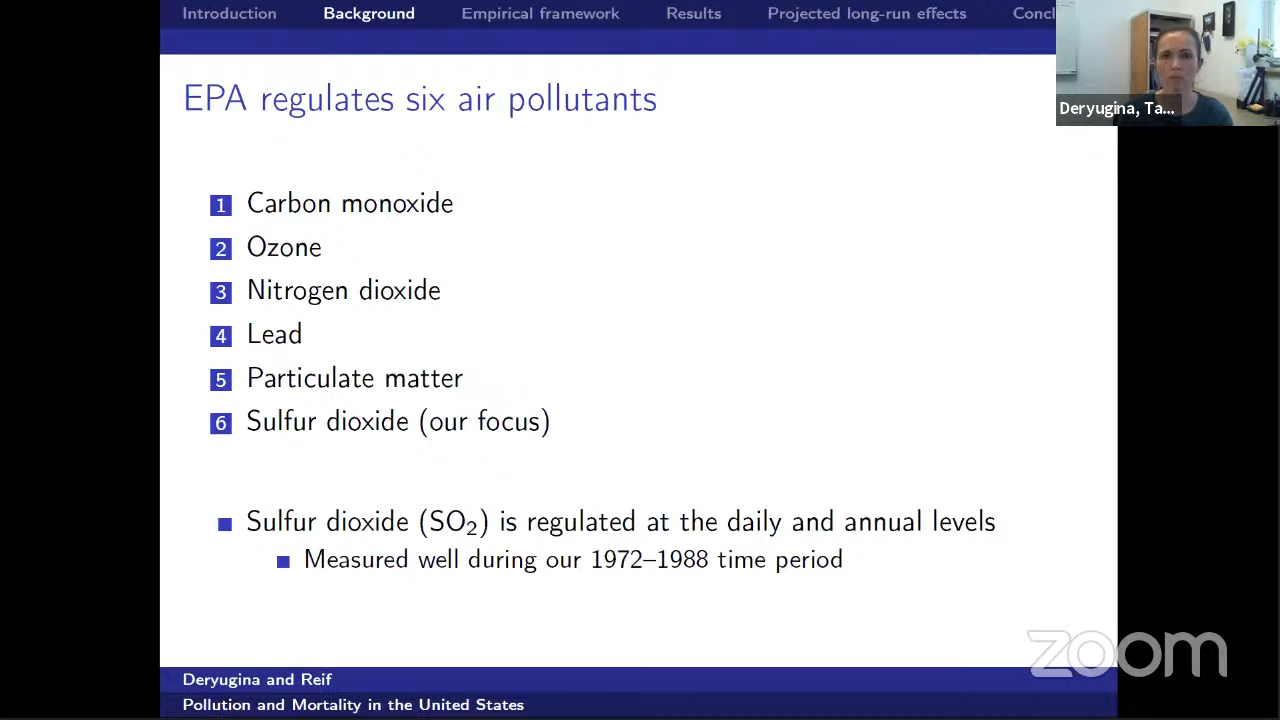 Introduction Background Empirical framework Results Projected long-run effects Concl
Deryugina, Ta...
EPA regulates six air pollutants
1 Carbon monoxide
2 Ozone
3 Nitrogen dioxide
4 Lead
5 Particulate matter
6 Sulfur dioxide (our focus)
Sulfur dioxide (SO₂) is regulated at the daily and annual levels
Measured well during our 1972–1988 time period
zoom
Deryugina and Reif
Pollution and Mortality in the United States